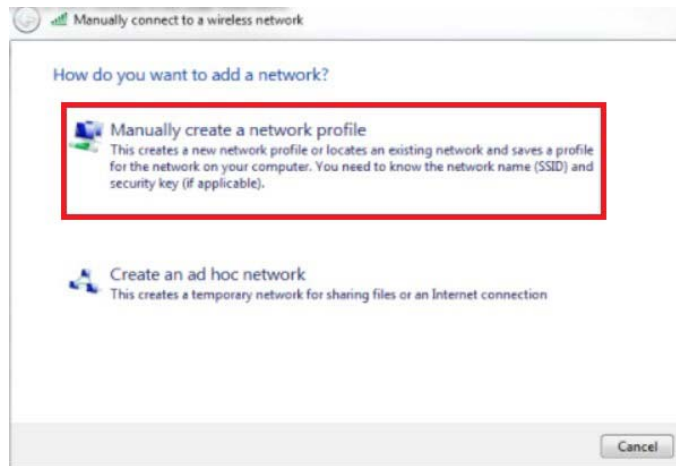 Manually connect to a wireless network
How do you want to add a network?
Manually create a network profile
This creates a new network profile or locates an existing network and saves a profile
for the network on your computer. You need to know the network name (SSID) and
security key (if applicable).
Create an ad hoc network
This creates a temporary network for sharing files or an Internet connection
Cancel